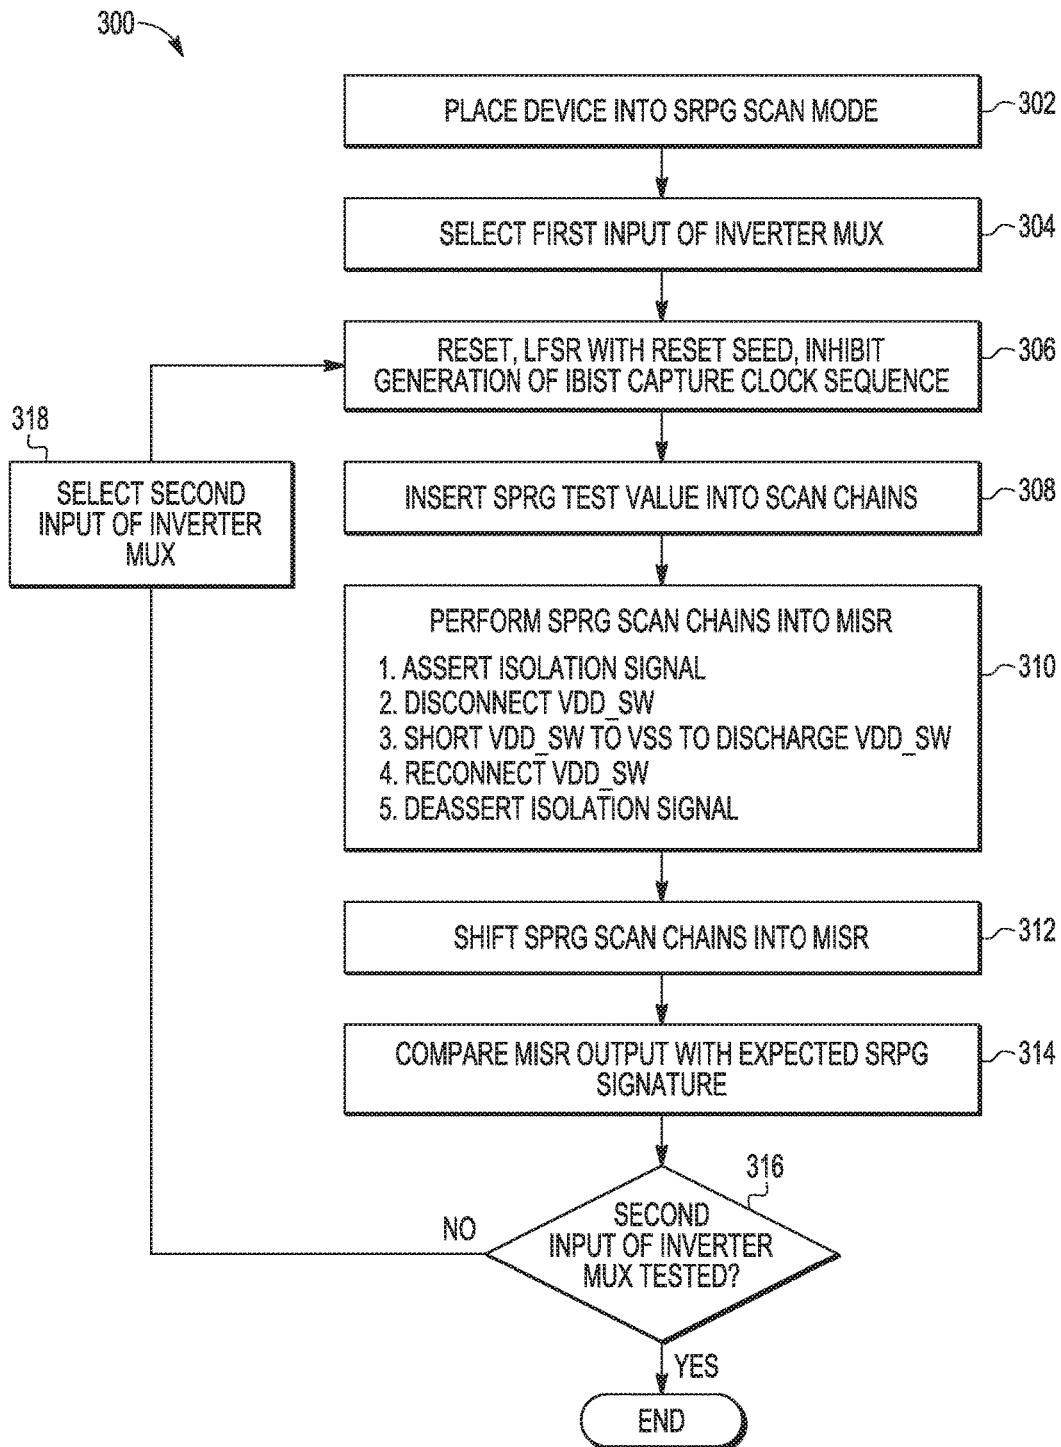 300
PLACE DEVICE INTO SRPG SCAN MODE
302
SELECT FIRST INPUT OF INVERTER MUX
304
RESET, LFSR WITH RESET SEED, INHIBIT
GENERATION OF IBIST CAPTURE CLOCK SEQUENCE
306
318
SELECT SECOND
INPUT OF INVERTER
MUX
INSERT SPRG TEST VALUE INTO SCAN CHAINS
308
PERFORM SPRG SCAN CHAINS INTO MISR
1. ASSERT ISOLATION SIGNAL
2. DISCONNECT VDD_SW
3. SHORT VDD_SW TO VSS TO DISCHARGE VDD_SW
4. RECONNECT VDD_SW
5. DEASSERT ISOLATION SIGNAL
310
SHIFT SPRG SCAN CHAINS INTO MISR
312
COMPARE MISR OUTPUT WITH EXPECTED SRPG
SIGNATURE
314
316
SECOND
INPUT OF INVERTER
MUX TESTED?
NO
YES
END